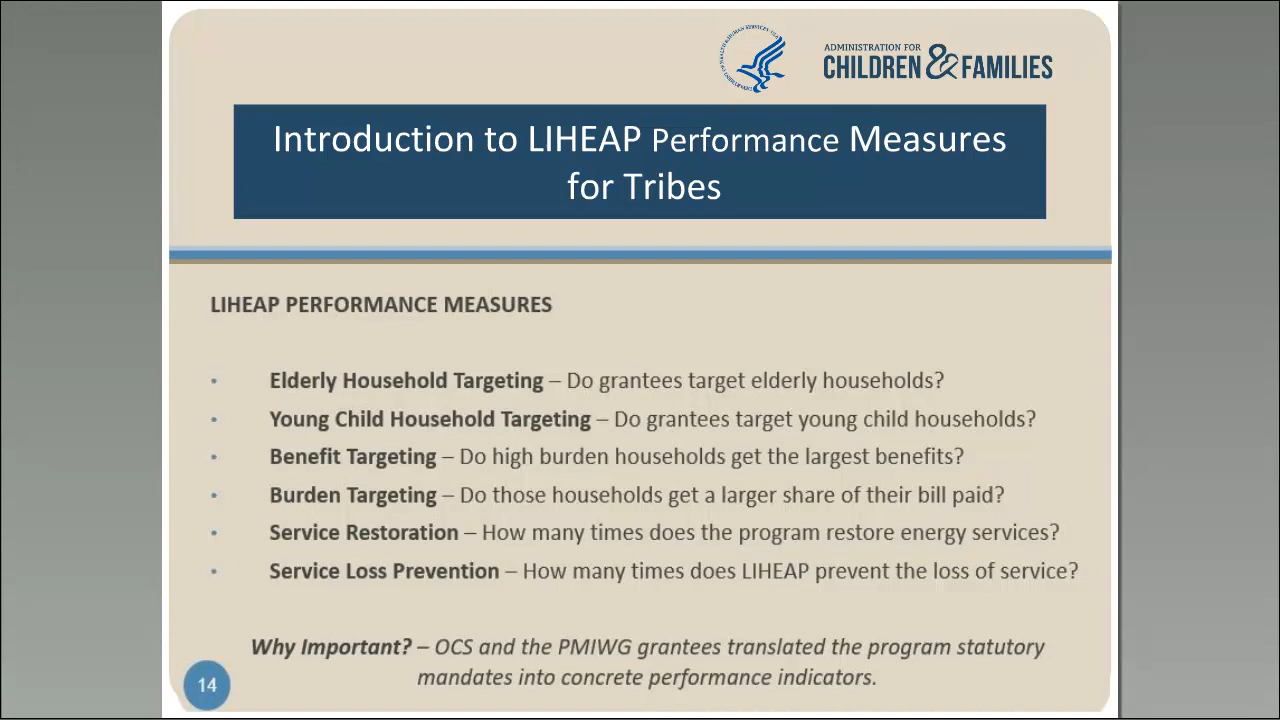 ADMINISTRATION FOR
CHILDREN & FAMILIES
Introduction to LIHEAP Performance Measures
for Tribes
LIHEAP PERFORMANCE MEASURES
• Elderly Household Targeting – Do grantees target elderly households?
• Young Child Household Targeting – Do grantees target young child households?
• Benefit Targeting – Do high burden households get the largest benefits?
• Burden Targeting – Do those households get a larger share of their bill paid?
• Service Restoration – How many times does the program restore energy services?
• Service Loss Prevention – How many times does LIHEAP prevent the loss of service?
Why Important? – OCS and the PMIWG grantees translated the program statutory
mandates into concrete performance indicators.
14